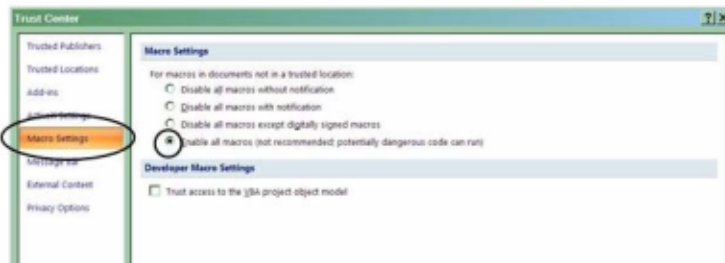 Trust Center
Trusted Publishers
Trusted Locations
Add-ins
ActiveX Settings
Macro Settings
Message Bar
External Content
Privacy Options
Macro Settings
For macros in documents not in a trusted location:
Disable all macros without notification
Disable all macros with notification
Disable all macros except digitally signed macros
Enable all macros (not recommended; potentially dangerous code can run)
Developer Macro Settings
Trust access to the VBA project object model